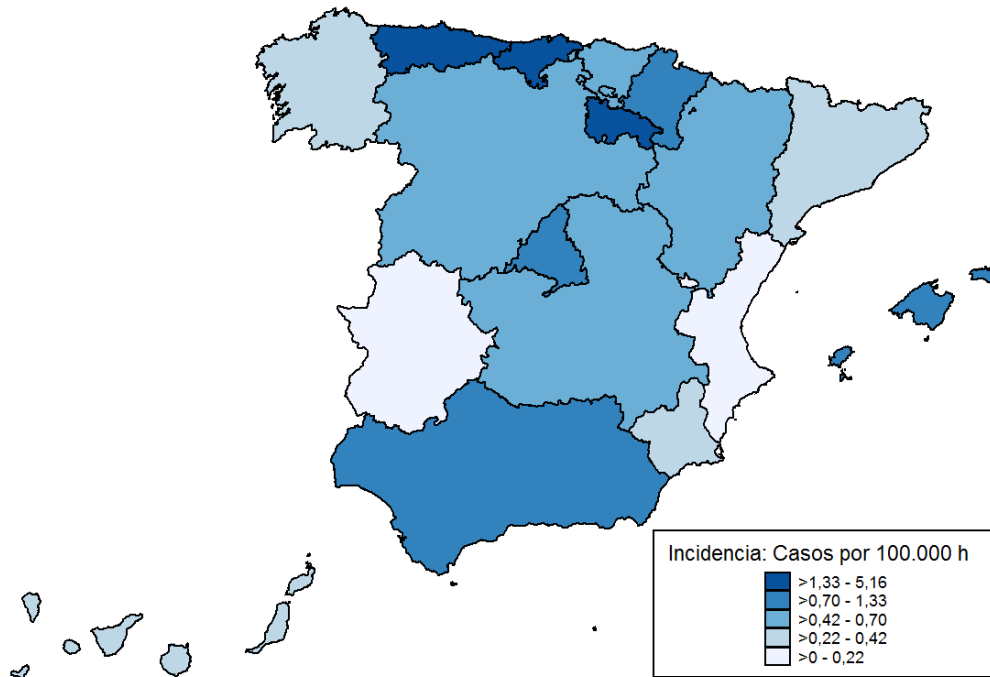 Incidencia: Casos por 100.000 h
>1,33 - 5,16
>0,70 - 1,33
>0,42 - 0,70
>0,22 - 0,42
>0 - 0,22